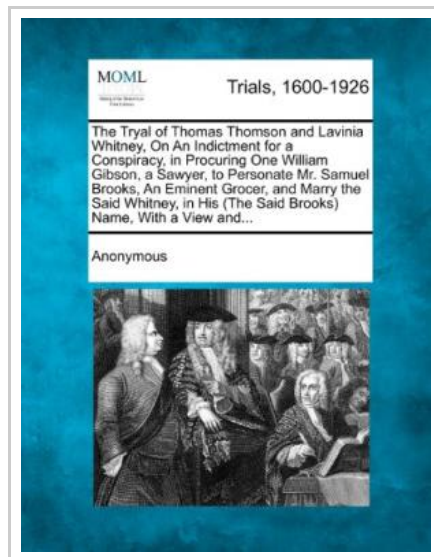 MOML
Trials, 1600-1926
The Tryal of Thomas Thomson and Lavinia
Whitney, On An Indictment for a
Conspiracy, in Procuring One William
Gibson, a Sawyer, to Personate Mr. Samuel
Brooks, An Eminent Grocer, and Marry the
Said Whitney, in His (The Said Brooks)
Name, With a View and...
Anonymous